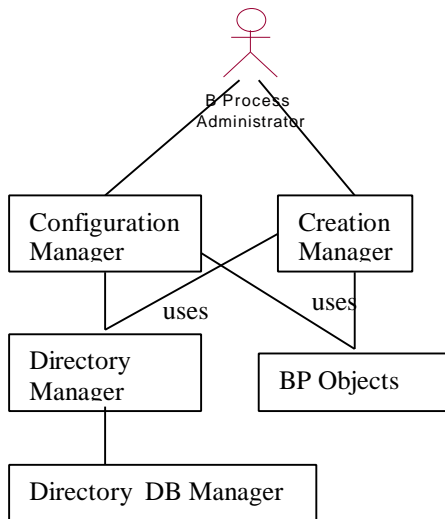 B Process
Administrator
Configuration
Manager
Creation
Manager
uses
uses
Directory
Manager
BP Objects
Directory DB Manager